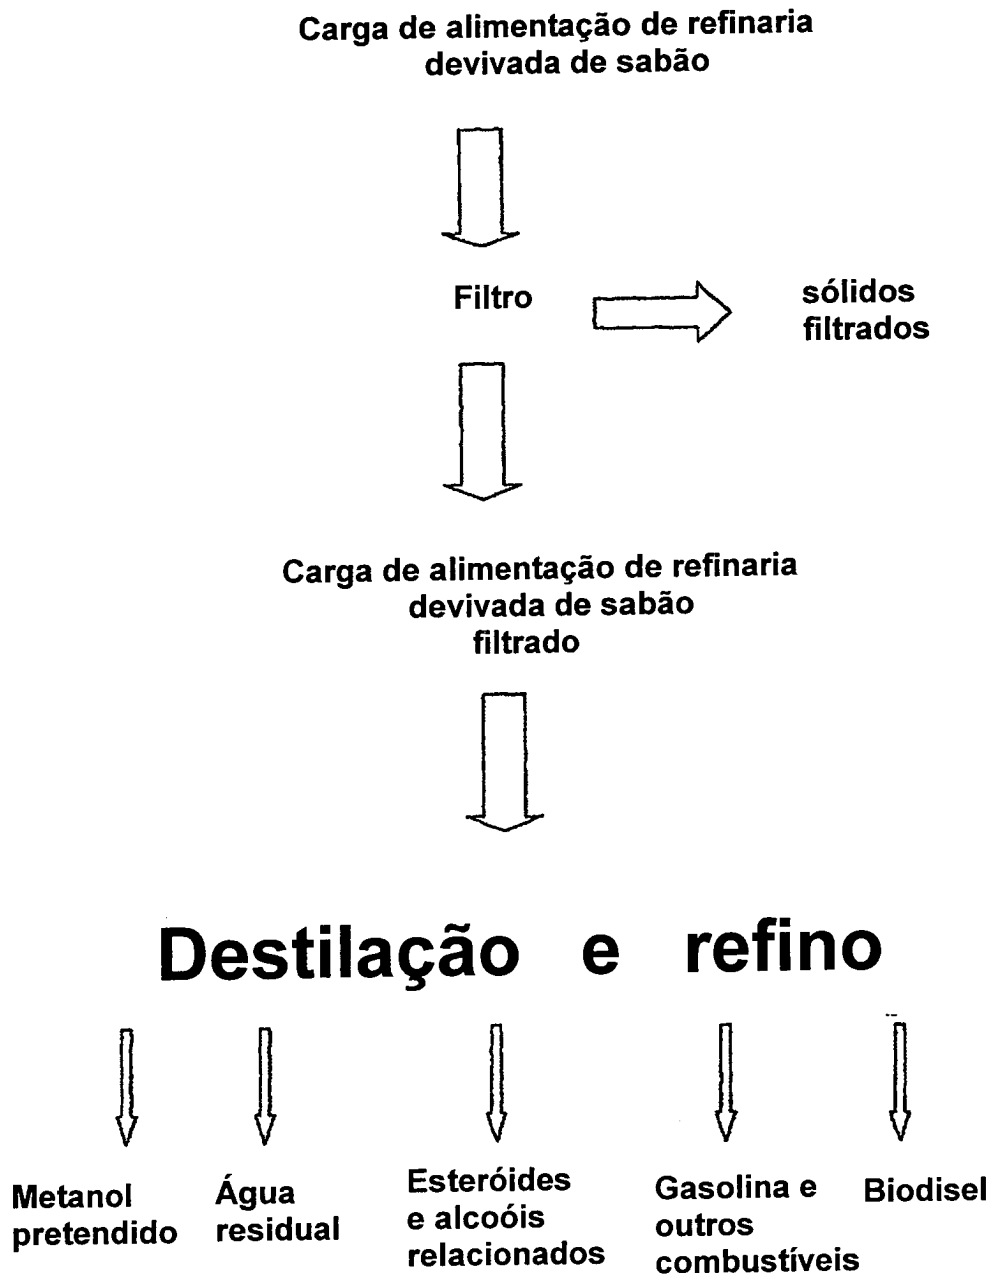 Carga de alimentação de refinaria
devivada de sabão
Filtro
sólidos
filtrados
Carga de alimentação de refinaria
devivada de sabão
filtrado
Destilação e refino
Metanol
pretendido
Água
residual
Esteróides
e alcoóis
relacionados
Gasolina e
outros
combustíveis
Biodisel